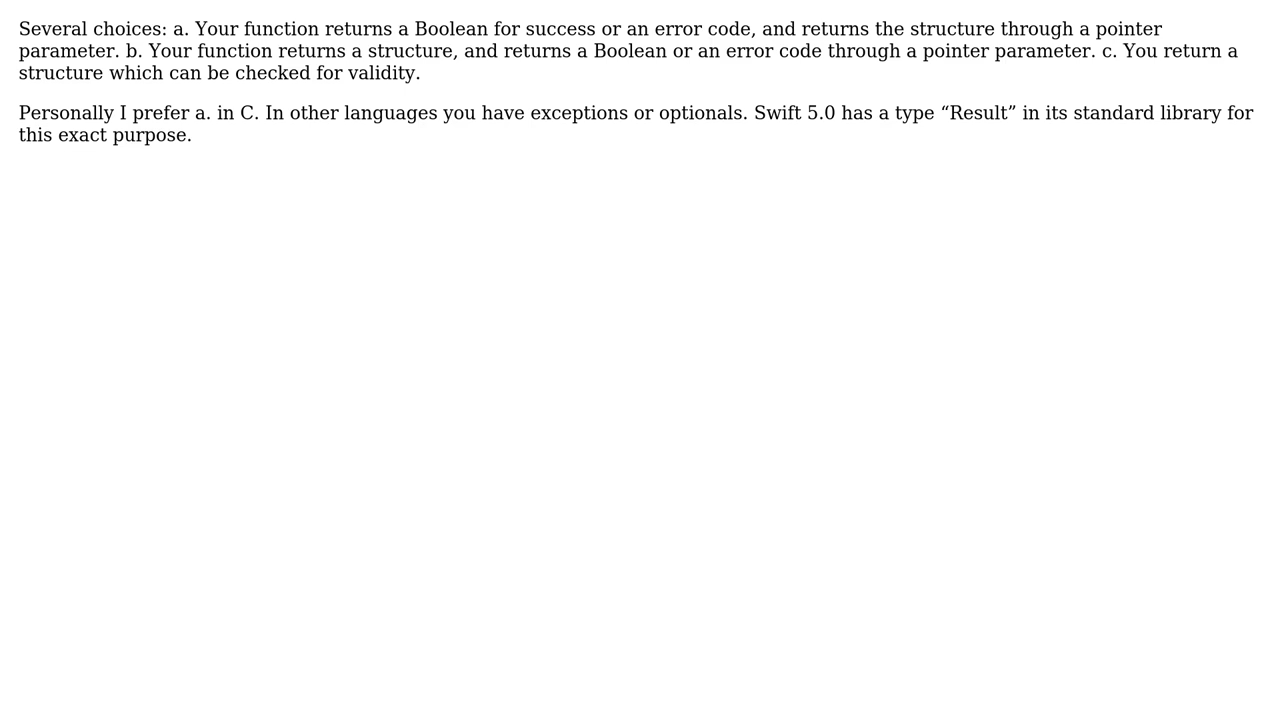 Several choices: a. Your function returns a Boolean for success or an error code, and returns the structure through a pointer
parameter. b. Your function returns a structure, and returns a Boolean or an error code through a pointer parameter. c. You return a
structure which can be checked for validity.
Personally I prefer a. in C. In other languages you have exceptions or optionals. Swift 5.0 has a type “Result” in its standard library for
this exact purpose.